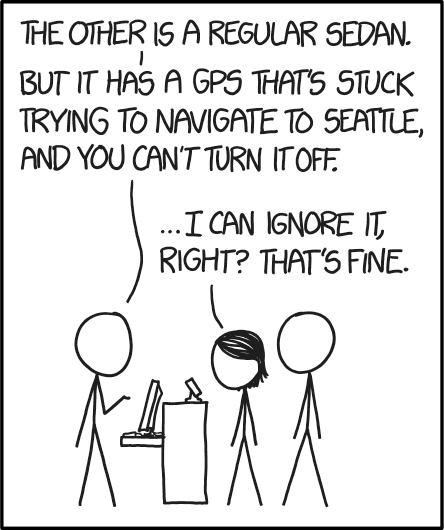 THE OTHER IS A REGULAR SEDAN.
BUT IT HAS A GPS THAT'S STUCK
TRYING TO NAVIGATE TO SEATTLE,
AND YOU CAN'T TURN IT OFF.
...I CAN IGNORE IT,
RIGHT? THAT'S FINE.